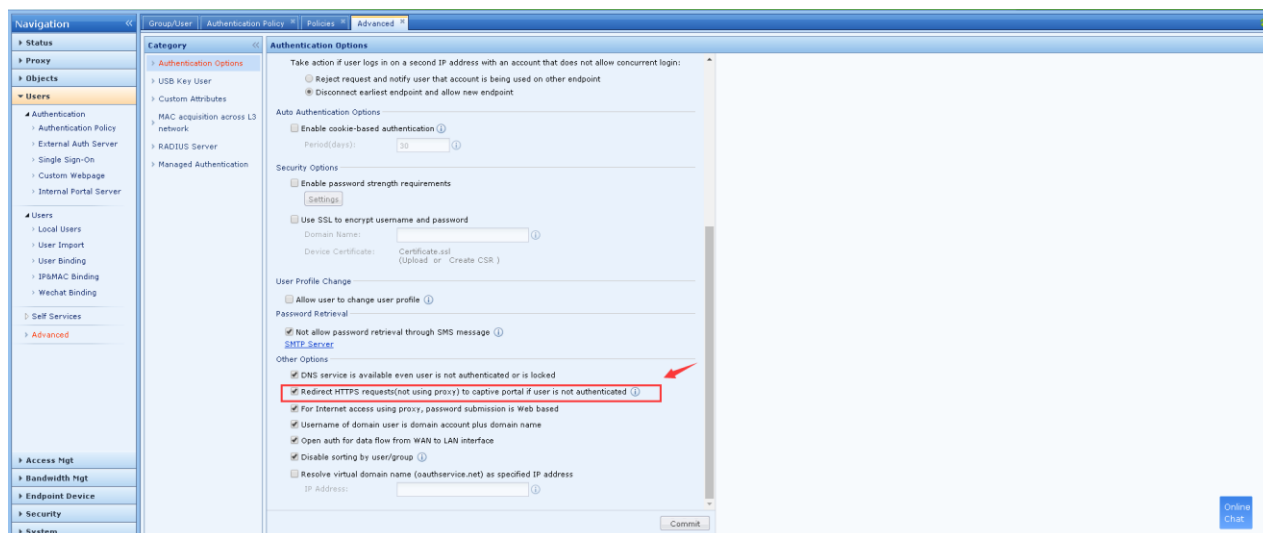 Navigation
Group/User
Authentication Policy
Policies
Advanced
Status
Proxy
Objects
Users
Authentication
Authentication Policy
External Auth Server
Single Sign-On
Custom Webpage
Internal Portal Server
Users
Local Users
User Import
User Binding
IP&MAC Binding
Wechat Binding
Self Services
Advanced
Access Mgt
Bandwidth Mgt
Endpoint Device
Security
System
Category
Authentication Options
USB Key User
Custom Attributes
MAC acquisition across L3
network
RADIUS Server
Managed Authentication
Authentication Options
Take action if user logs in on a second IP address with an account that does not allow concurrent login:
Reject request and notify user that account is being used on other endpoint
Disconnect earliest endpoint and allow new endpoint
Auto Authentication Options
Enable cookie-based authentication
Period(days): 30
Security Options
Enable password strength requirements
Settings
Use SSL to encrypt username and password
Domain Name:
Device Certificate: Certificate.ssl
(Upload or Create CSR )
User Profile Change
Allow user to change user profile
Password Retrieval
Not allow password retrieval through SMS message
SMTP Server
Other Options
DNS service is available even user is not authenticated or is locked
Redirect HTTPS requests(not using proxy) to captive portal if user is not authenticated
For Internet access using proxy, password submission is Web based
Username of domain user is domain account plus domain name
Open auth for data flow from WAN to LAN interface
Disable sorting by user/group
Resolve virtual domain name (oauthservice.net) as specified IP address
IP Address:
Commit
Online
Chat